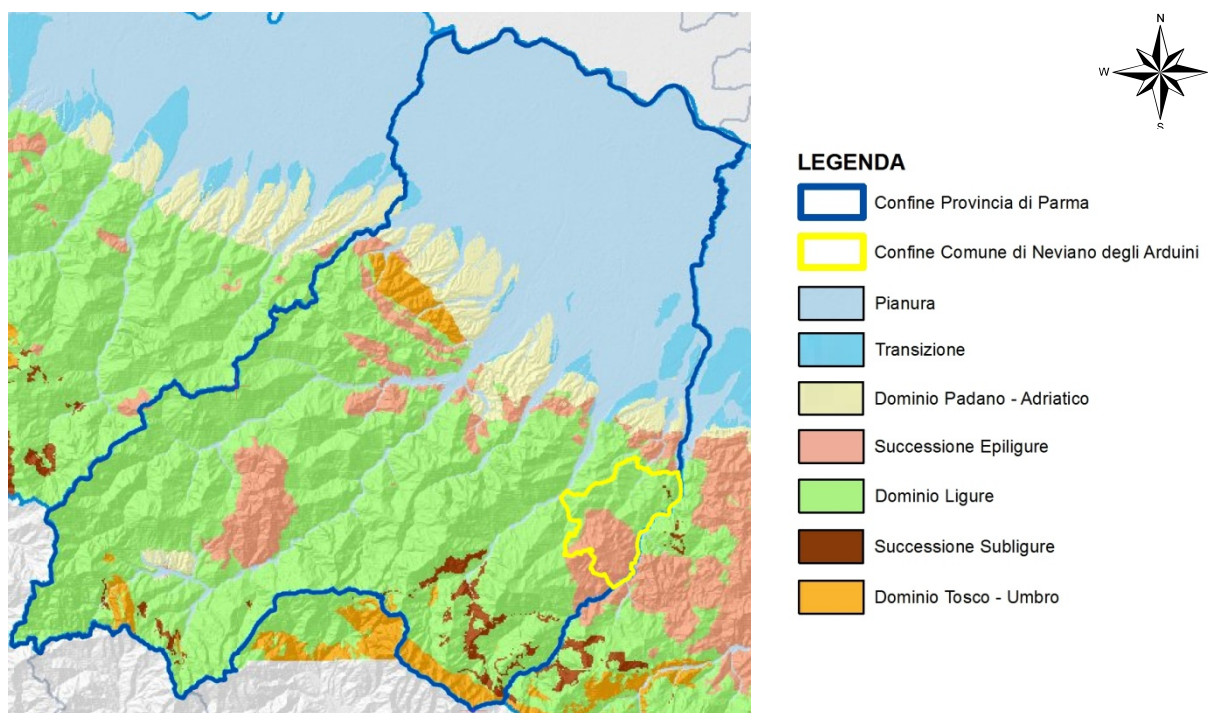 N
W
S
LEGENDA
Confine Provincia di Parma
Confine Comune di Neviano degli Arduini
Pianura
Transizione
Dominio Padano - Adriatico
Successione Epiligure
Dominio Ligure
Successione Subligure
Dominio Tosco - Umbro